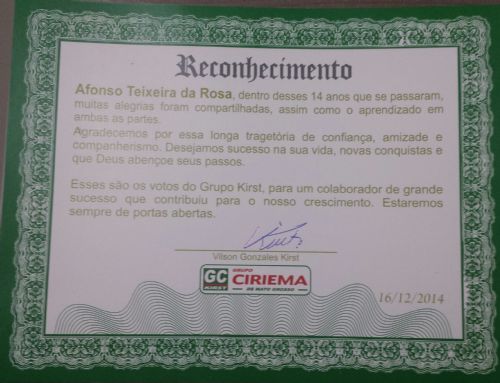 Reconhecimento
Afonso Teixeira da Rosa, dentro desses 14 anos que se passaram,
muitas alegrias foram compartilhadas, assim como o aprendizado em
ambas as partes.
Agradecemos por essa longa tragetória de confiança, amizade e
companherismo. Desejamos sucesso na sua vida, novas conquistas e
que Deus abençoe seus passos.
Esses são os votos do Grupo Kirst, para um colaborador de grande
sucesso que contribuiu para o nosso crescimento. Estaremos
sempre de portas abertas.
Vilson Gonzales Kirst
GC KIRST GRUPO CIRIEMA DE MATO GROSSO
16/12/2014